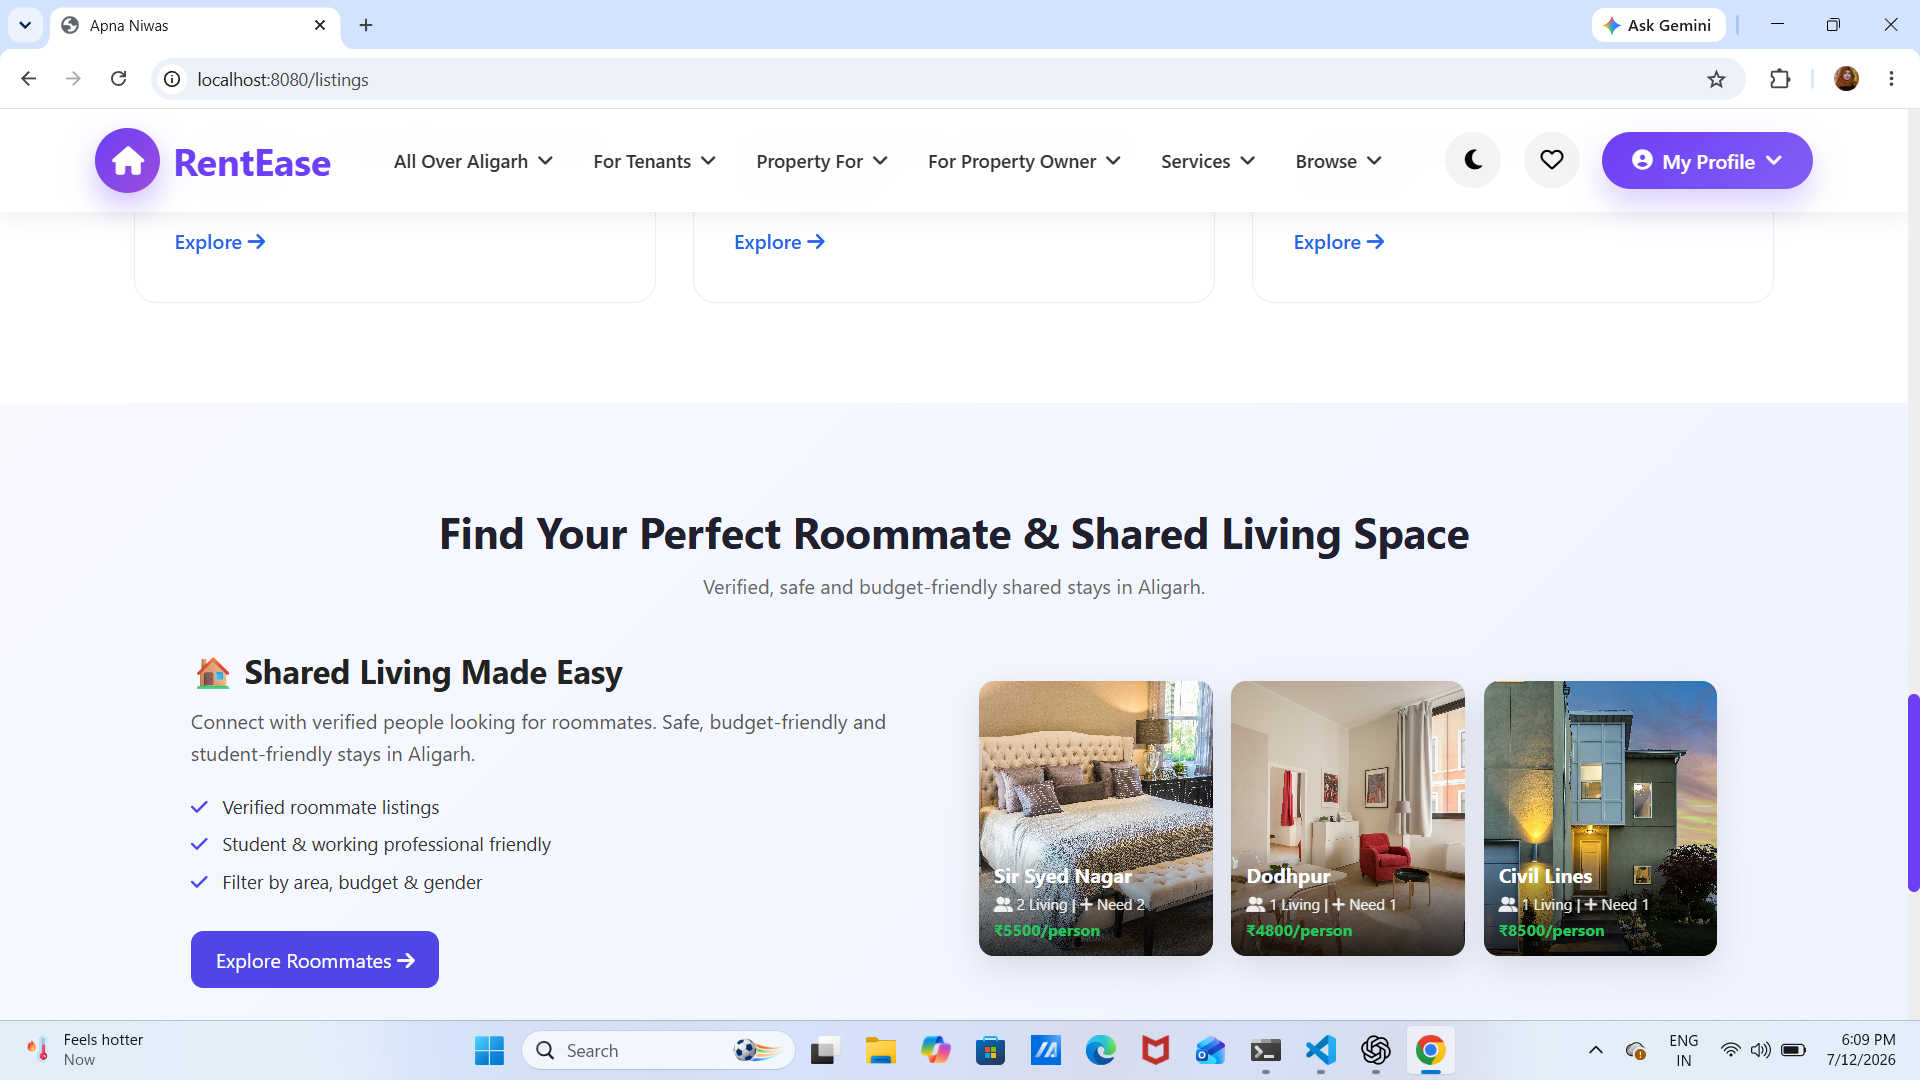 Apna Niwas
Ask Gemini
localhost:8080/listings
RentEase
All Over Aligarh
For Tenants
Property For
For Property Owner
Services
Browse
My Profile
Explore
Explore
Explore
Find Your Perfect Roommate & Shared Living Space
Verified, safe and budget-friendly shared stays in Aligarh.
Shared Living Made Easy
Connect with verified people looking for roommates. Safe, budget-friendly and
student-friendly stays in Aligarh.
Verified roommate listings
Student & working professional friendly
Filter by area, budget & gender
Explore Roommates
Sir Syed Nagar
2 Living | + Need 2
₹5500/person
Dodhpur
1 Living | + Need 1
₹4800/person
Civil Lines
1 Living | + Need 1
₹8500/person
Feels hotter
Now
Search
ENG
IN
6:09 PM
7/12/2026